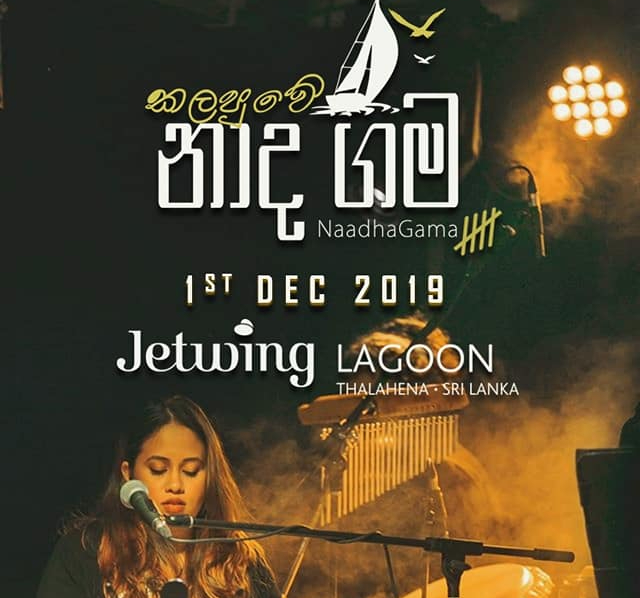 කලපුවේ
නාද ගම
NaadhaGama
1ST DEC 2019
Jetwing LAGOON
THALAHENA · SRI LANKA